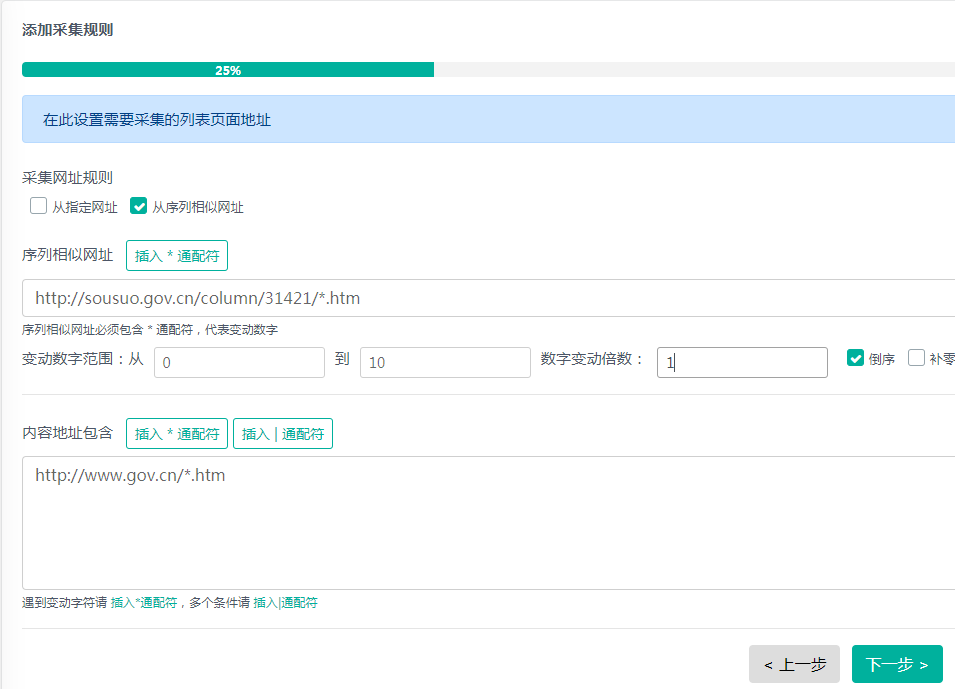 添加采集规则
25%
在此设置需要采集的列表页面地址
采集网址规则
从指定网址 从序列相似网址
序列相似网址 插入 * 通配符
http://sousuo.gov.cn/column/31421/*.htm
序列相似网址必须包含 * 通配符，代表变动数字
变动数字范围：从 0 到 10 数字变动倍数： 1 倒序 补零
内容地址包含 插入 * 通配符 插入 | 通配符
http://www.gov.cn/*.htm
遇到变动字符请 插入*通配符，多个条件请 插入|通配符
< 上一步 下一步 >